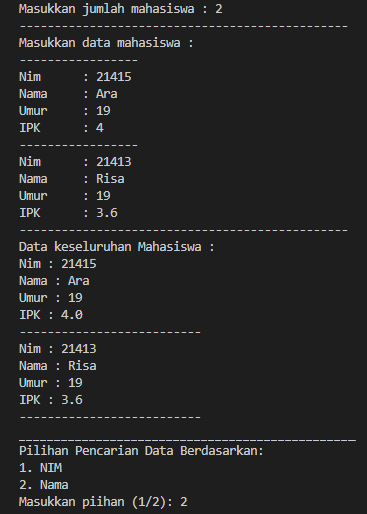 Masukkan jumlah mahasiswa : 2
-----------------------------------------------
Masukkan data mahasiswa :
-----------------
Nim      : 21415
Nama     : Ara
Umur     : 19
IPK      : 4
-----------------
Nim      : 21413
Nama     : Risa
Umur     : 19
IPK      : 3.6
-----------------------------------------------
Data keseluruhan Mahasiswa :
Nim : 21415
Nama : Ara
Umur : 19
IPK : 4.0
--------------------------
Nim : 21413
Nama : Risa
Umur : 19
IPK : 3.6
--------------------------
________________________________________________
Pilihan Pencarian Data Berdasarkan:
1. NIM
2. Nama
Masukkan piihan (1/2): 2